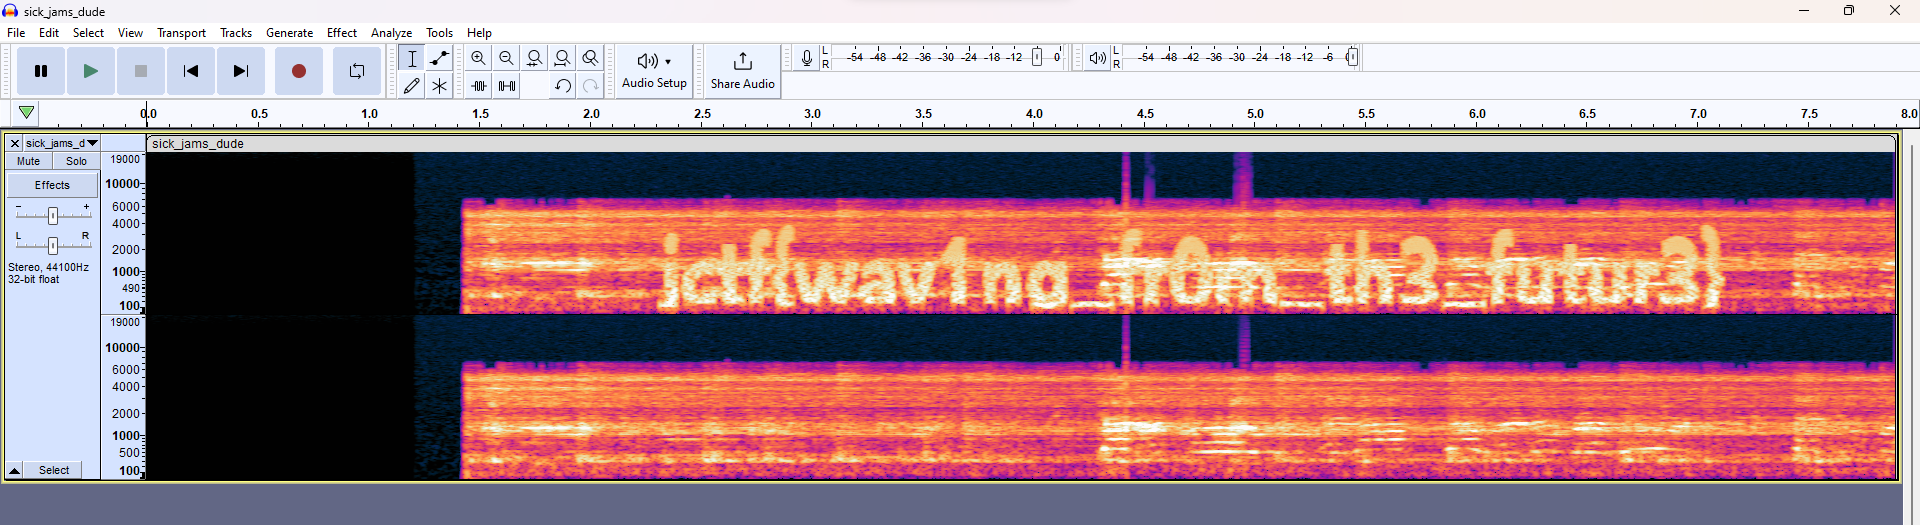 sick_jams_dude
File Edit Select View Transport Tracks Generate Effect Analyze Tools Help
Audio Setup
Share Audio
L
R
-54 -48 -42 -36 -30 -24 -18 -12 0
L
R
-54 -48 -42 -36 -30 -24 -18 -12 -6 0
0.0 0.5 1.0 1.5 2.0 2.5 3.0 3.5 4.0 4.5 5.0 5.5 6.0 6.5 7.0 7.5 8.0
sick_jams_d
sick_jams_dude
Mute Solo
Effects
- +
L R
Stereo, 44100Hz
32-bit float
Select
19000
10000
6000
4000
2000
1000
490
100
jctf{wav1ng_fr0m_th3_futur3}
19000
10000
6000
4000
2000
1000
500
100